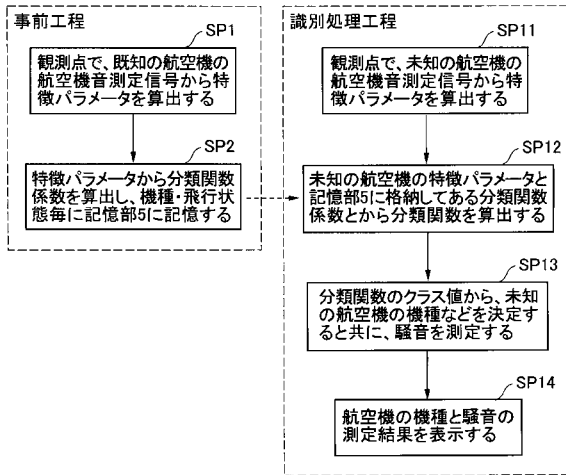 事前工程
SP1
観測点で、既知の航空機の
航空機音測定信号から特
徴パラメータを算出する
SP2
特徴パラメータから分類関数
係数を算出し、機種・飛行状
態毎に記憶部5に記憶する
識別処理工程
SP11
観測点で、未知の航空機の
航空機音測定信号から特
徴パラメータを算出する
SP12
未知の航空機の特徴パラメータと
記憶部5に格納してある分類関数
係数とから分類関数を算出する
SP13
分類関数のクラス値から、未知
の航空機の機種などを決定す
ると共に、騒音を測定する
SP14
航空機の機種と騒音の
測定結果を表示する